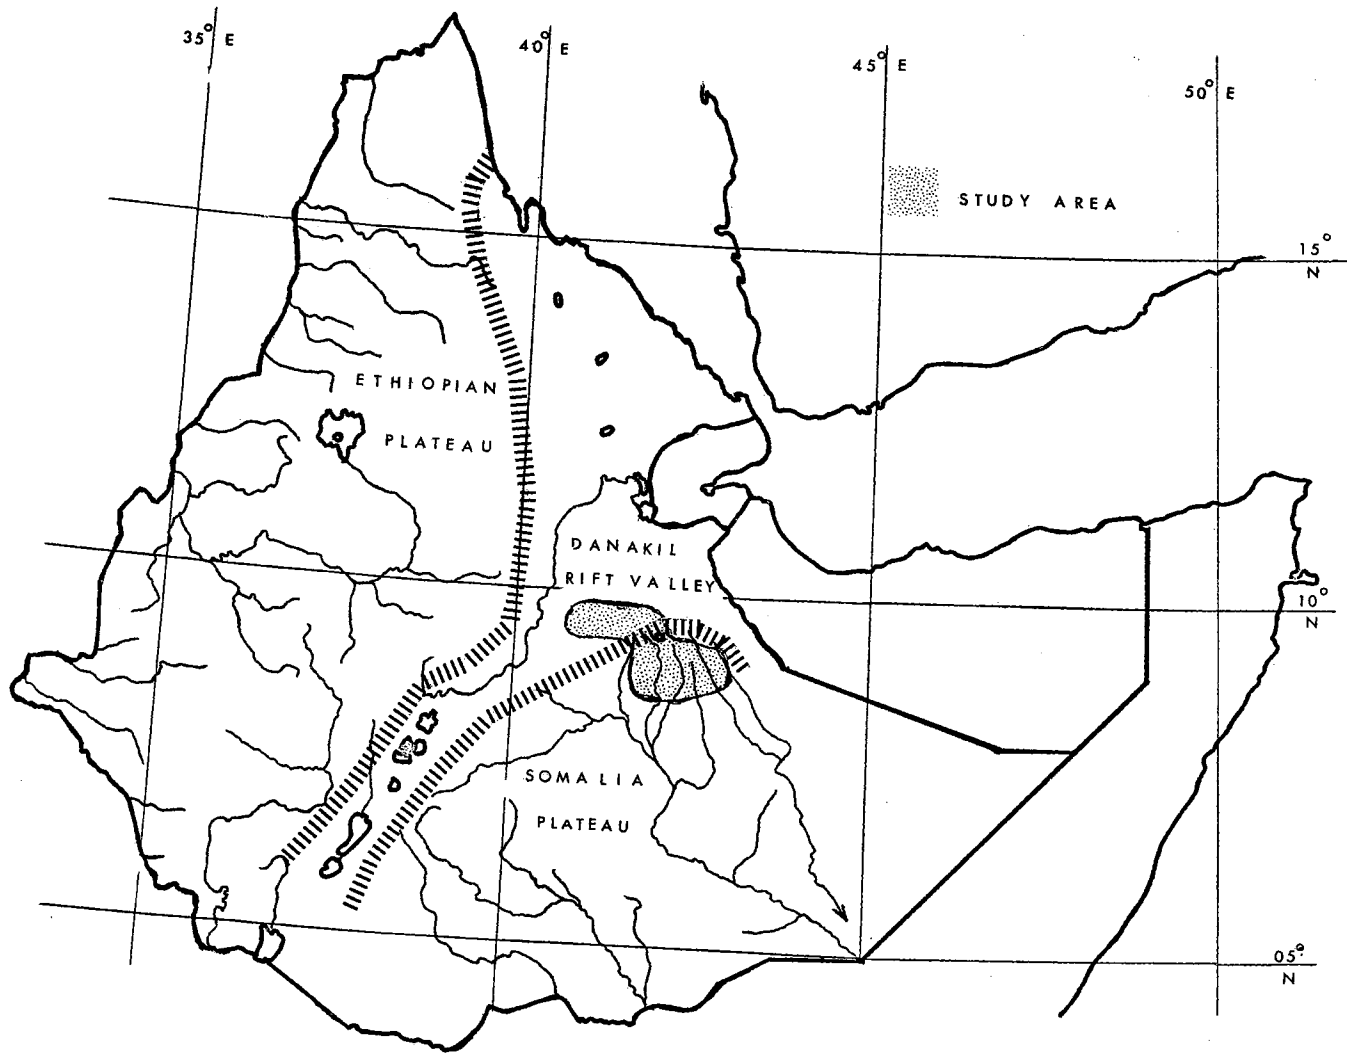 35° E
40° E
45° E
50° E
STUDY AREA
15°
N
ETHIOPIAN
PLATEAU
DANAKIL
RIFT VALLEY
10°
N
SOMALIA
PLATEAU
05°
N